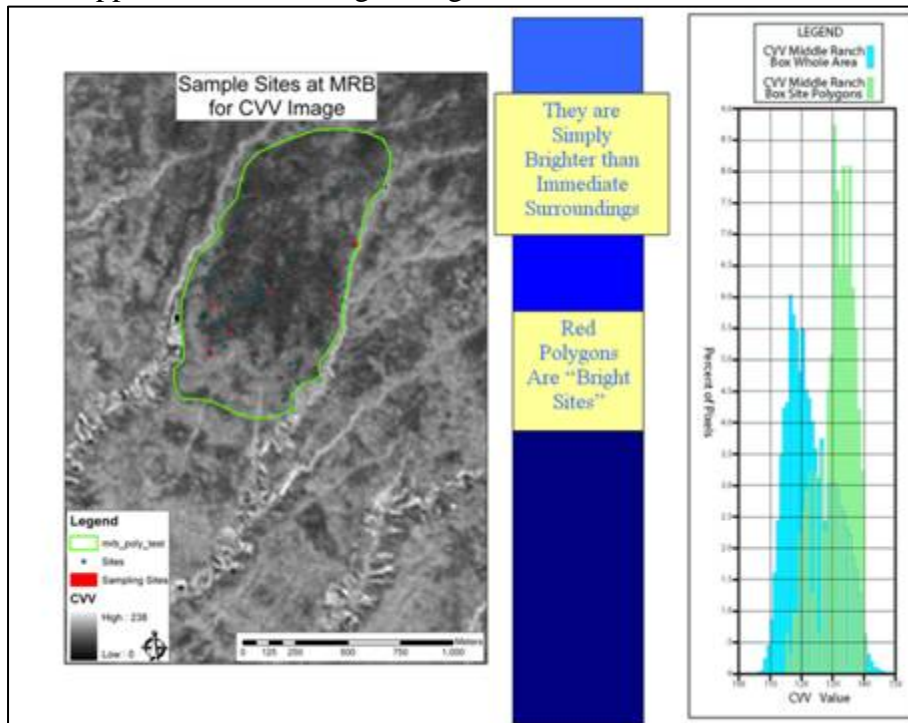 Sample Sites at MRB
for CVV Image
Legend
mrb_poly_test
Sites
Sampling Sites
CVV
High : 238
Low : 0
Meters
0 125 250 500 750 1,000
They are
Simply
Brighter than
Immediate
Surroundings
Red
Polygons
Are "Bright
Sites"
LEGEND
CVV Middle Ranch
Box Whole Area
CVV Middle Ranch
Box Site Polygons
Percent of Pixels
CVV Value